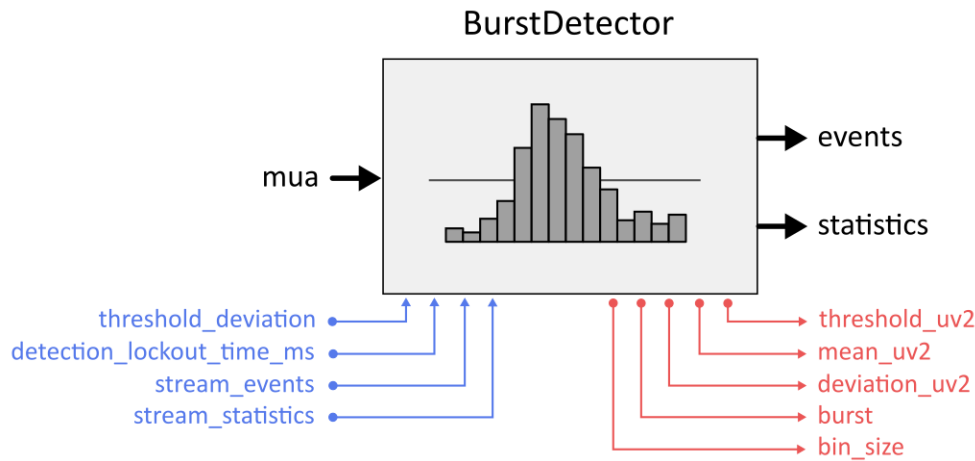 BurstDetector
mua
events
statistics
threshold_deviation
detection_lockout_time_ms
stream_events
stream_statistics
threshold_uv2
mean_uv2
deviation_uv2
burst
bin_size